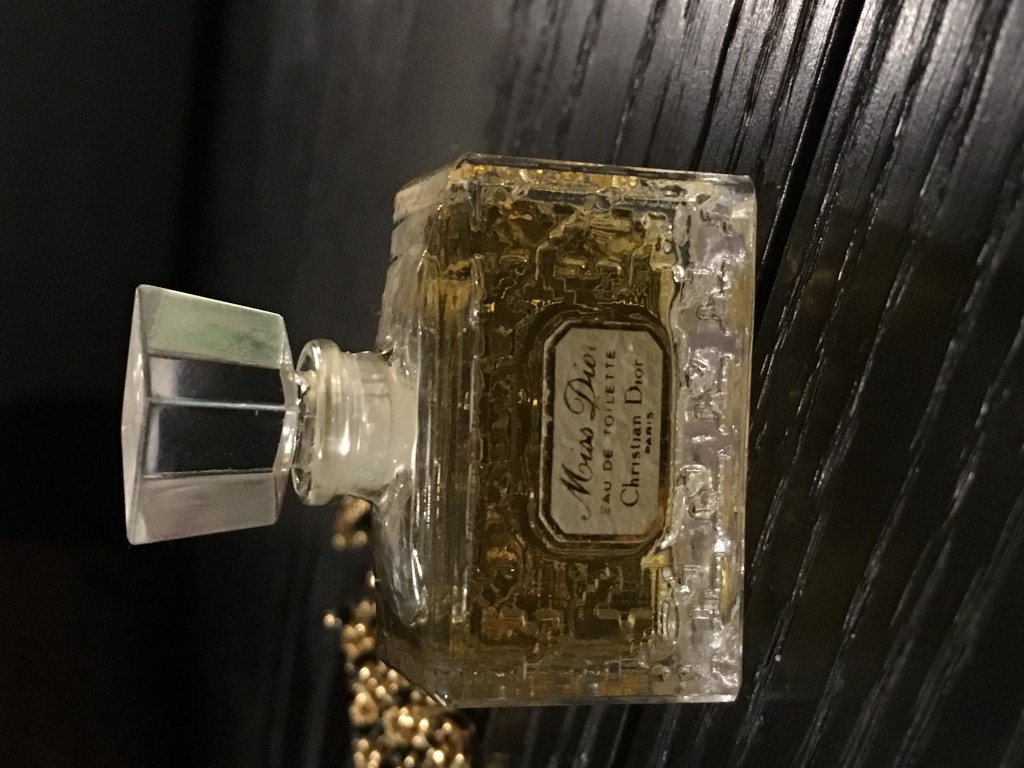 Miss Dior
EAU DE TOILETTE
Christian Dior
PARIS